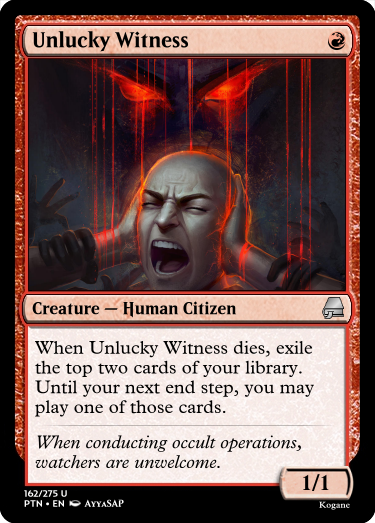 Unlucky Witness
Creature — Human Citizen
When Unlucky Witness dies, exile
the top two cards of your library.
Until your next end step, you may
play one of those cards.
When conducting occult operations,
watchers are unwelcome.
1/1
162/275 U
PTN • EN AyyaSAP
Kogane